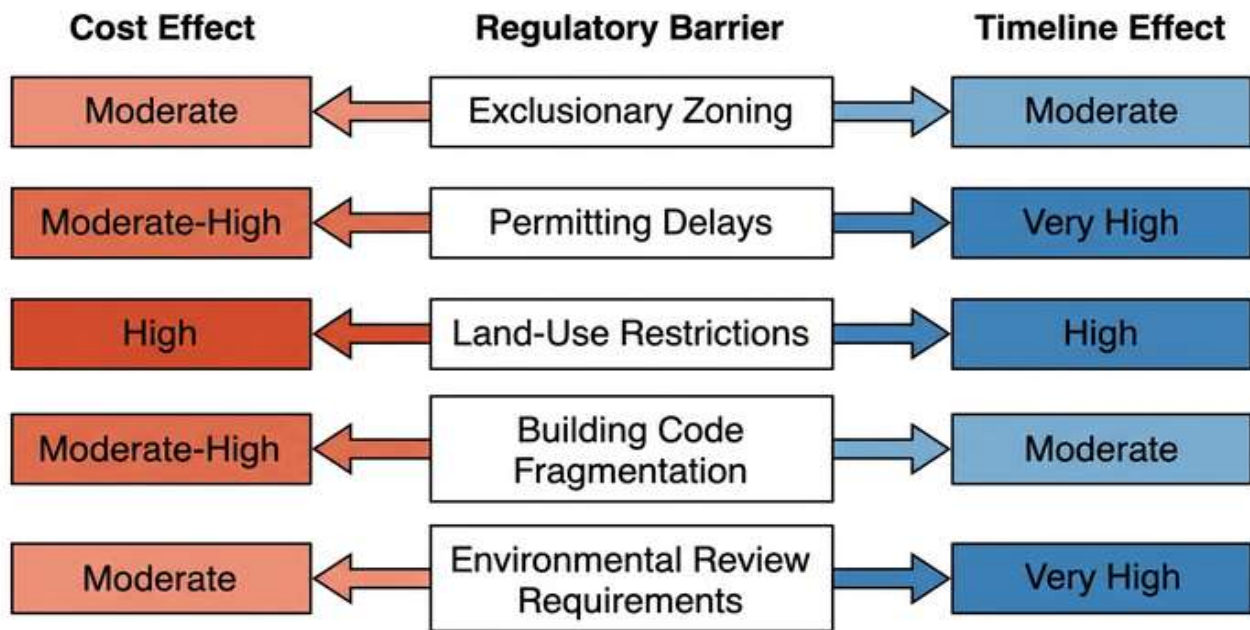 Cost Effect Regulatory Barrier Timeline Effect
Moderate Exclusionary Zoning Moderate
Moderate-High Permitting Delays Very High
High Land-Use Restrictions High
Moderate-High Building Code Fragmentation Moderate
Moderate Environmental Review Requirements Very High